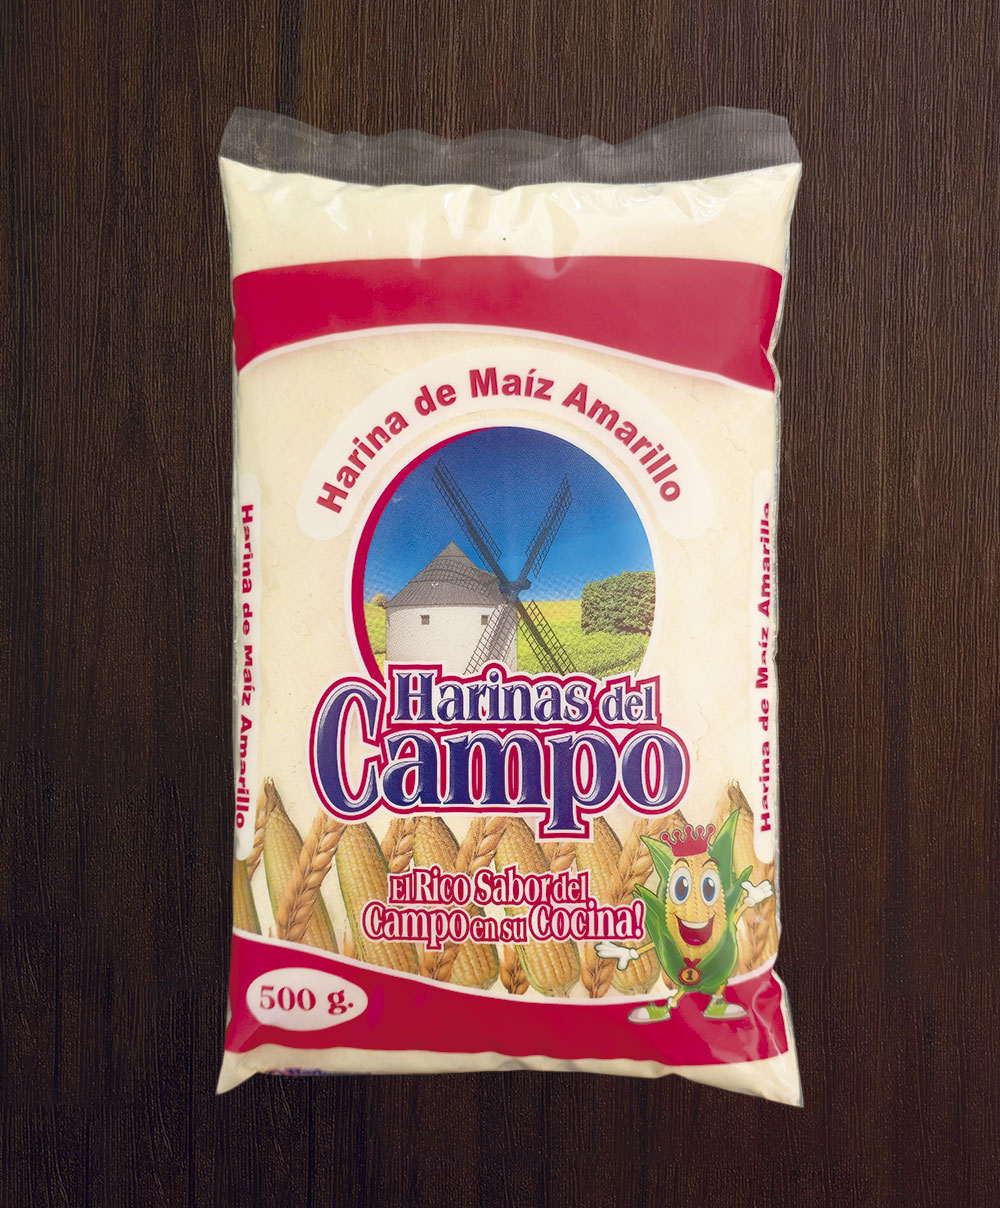 Harina de Maíz Amarillo
Harina de Maíz Amarillo
Harina de Maíz Amarillo
Harinas del
Campo
El Rico Sabor del
Campo en su Cocina!
1
500 g.